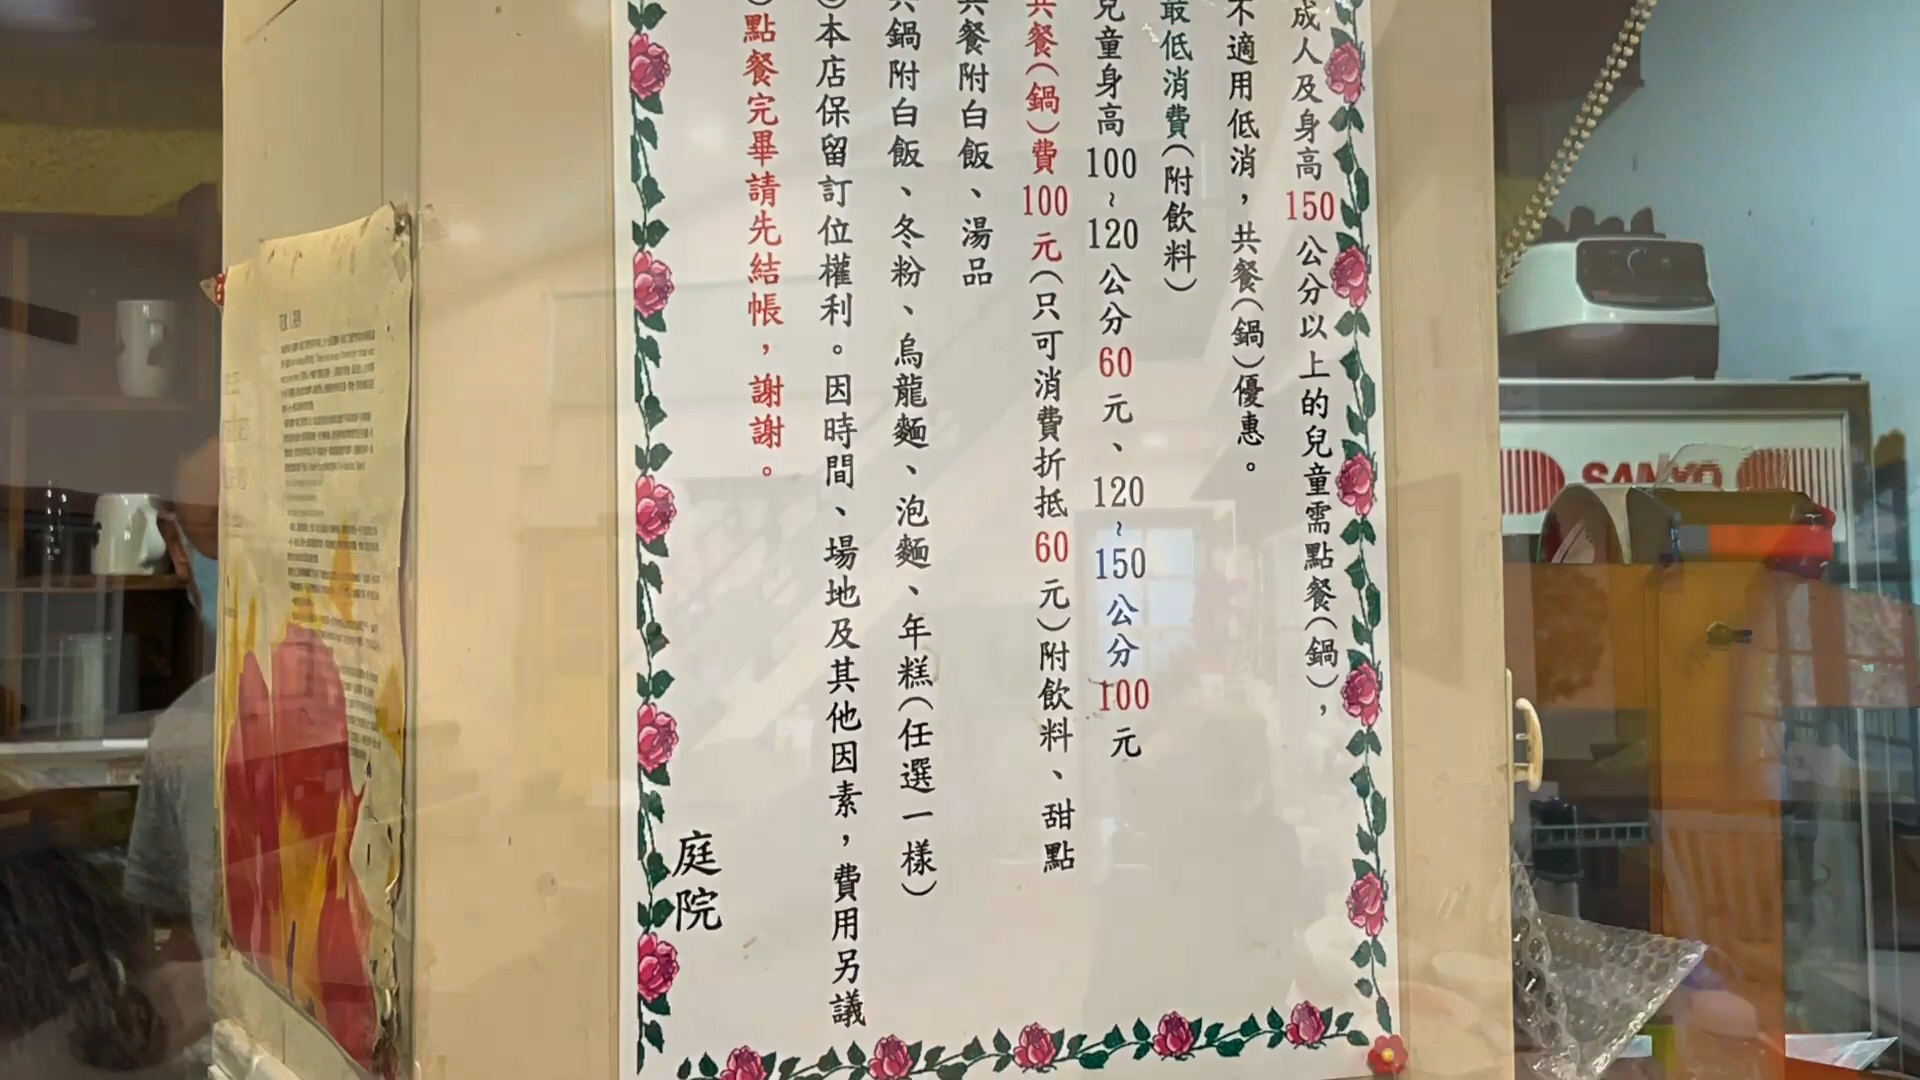 成人及身高150公分以上的兒童需點餐(鍋),
不適用低消,共餐(鍋)優惠。
最低消費(附飲料)
兒童身高100~120公分60元、120~150公分100元
共餐(鍋)費100元(只可消費折抵60元)附飲料、甜點
共餐附白飯、湯品
共鍋附白飯、冬粉、烏龍麵、泡麵、年糕(任選一樣)
本店保留訂位權利。因時間、場地及其他因素,費用另議
點餐完畢請先結帳,謝謝。
庭院
SANYO